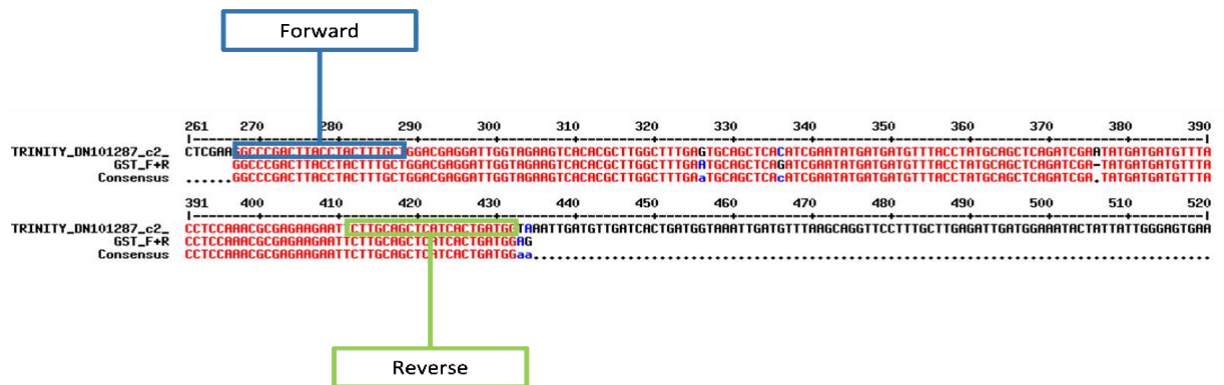 Forward
261 270 280 290 300 310 320 330 340 350 360 370 380 390
|--------+---------+---------+---------+---------+---------+---------+---------+---------+---------+---------+---------+---------|
TRINITY_DN101287_c2_ CTCGAAGGCCCGACTTACCTACTTTGCTGGACGAGGATTGGTAGAAGTCACACGCTTGGCTTTGAGTGCAGCTCACATCGAATATGATGATGTTTACCTATGCAGCTCAGATCGAATATGATGATGTTTA
GST_F+R GGCCCGACTTACCTACTTTGCTGGACGAGGATTGGTAGAAGTCACACGCTTGGCTTTGAATGCAGCTCAGATCGAATATGATGATGTTTACCTATGCAGCTCAGATCGA-TATGATGATGTTTA
Consensus ......GGCCCGACTTACCTACTTTGCTGGACGAGGATTGGTAGAAGTCACACGCTTGGCTTTGAaTGCAGCTCAcATCGAATATGATGATGTTTACCTATGCAGCTCAGATCGA.TATGATGATGTTTA
391 400 410 420 430 440 450 460 470 480 490 500 510 520
|--------+---------+---------+---------+---------+---------+---------+---------+---------+---------+---------+---------+---------|
TRINITY_DN101287_c2_ CCTCCAAACGCGAGAAGAATTCTTGCAGCTCATCACTGATGGTAAATTGATGTTGATCACTGATGGTAAATTGATGTTTAAGCAGGTTCCTTTGCTTGAGATTGATGGAAATACTATTATTGGGAGTGAA
GST_F+R CCTCCAAACGCGAGAAGAATTCTTGCAGCTCATCACTGATGGAG
Consensus CCTCCAAACGCGAGAAGAATTCTTGCAGCTCATCACTGATGGaa......................................................................................
Reverse